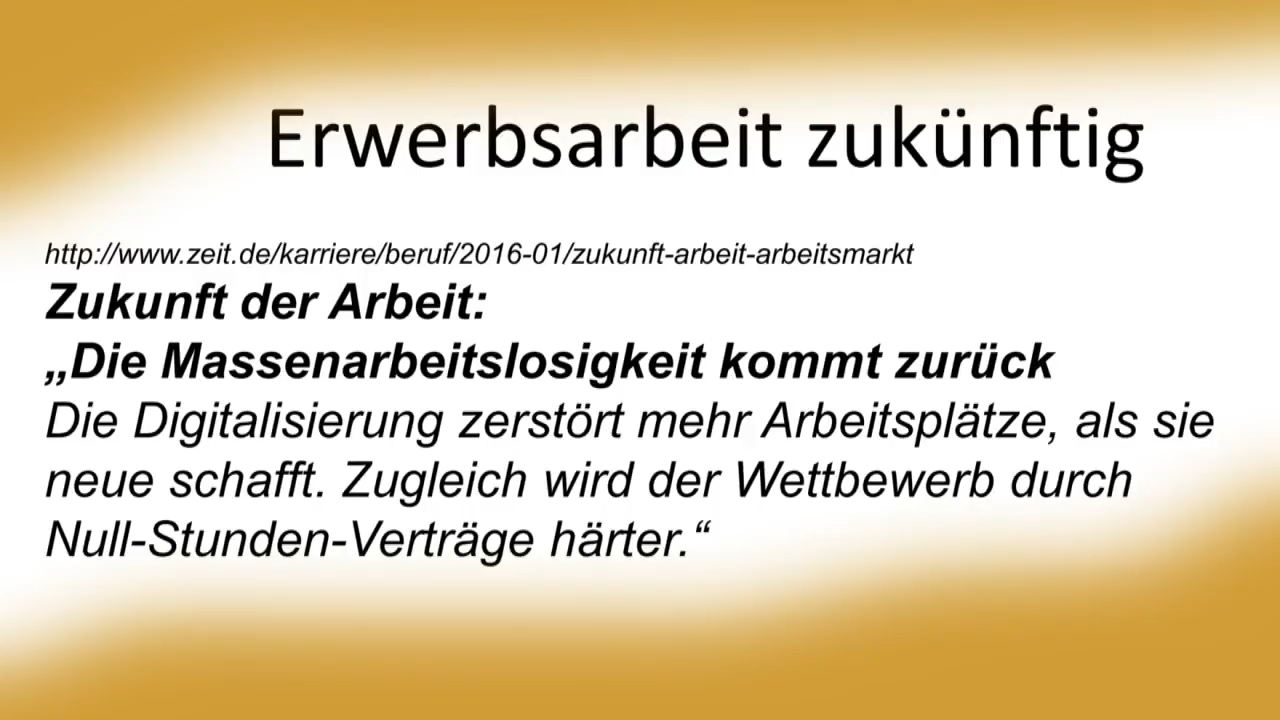 Erwerbsarbeit zukünftig
http://www.zeit.de/karriere/beruf/2016-01/zukunft-arbeit-arbeitsmarkt
Zukunft der Arbeit:
„Die Massenarbeitslosigkeit kommt zurück
Die Digitalisierung zerstört mehr Arbeitsplätze, als sie
neue schafft. Zugleich wird der Wettbewerb durch
Null-Stunden-Verträge härter.“